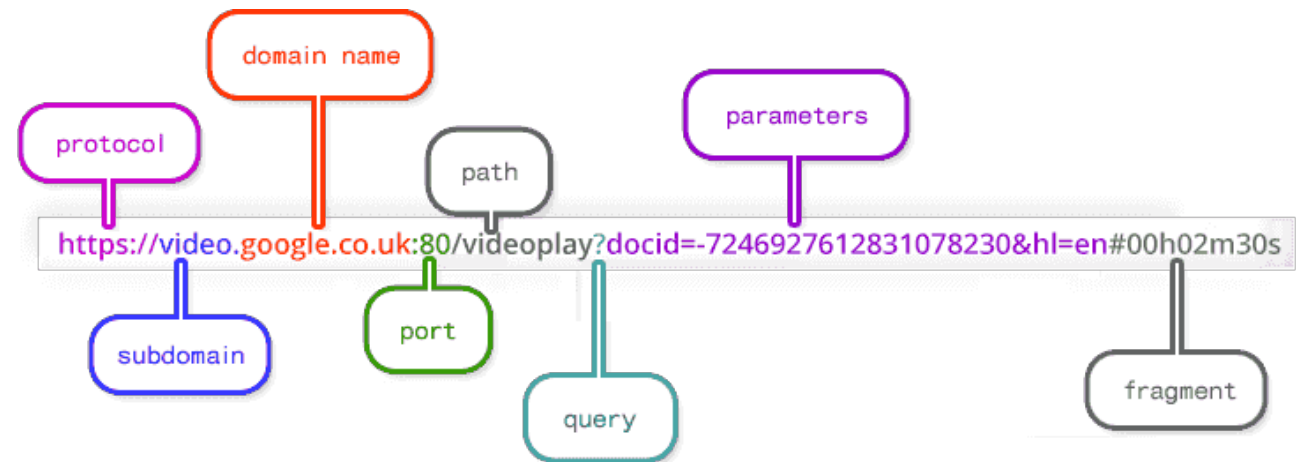 domain name
parameters
protocol
path
https://video.google.co.uk:80/videoplay?docid=-7246927612831078230&hl=en#00h02m30s
subdomain
port
query
fragment